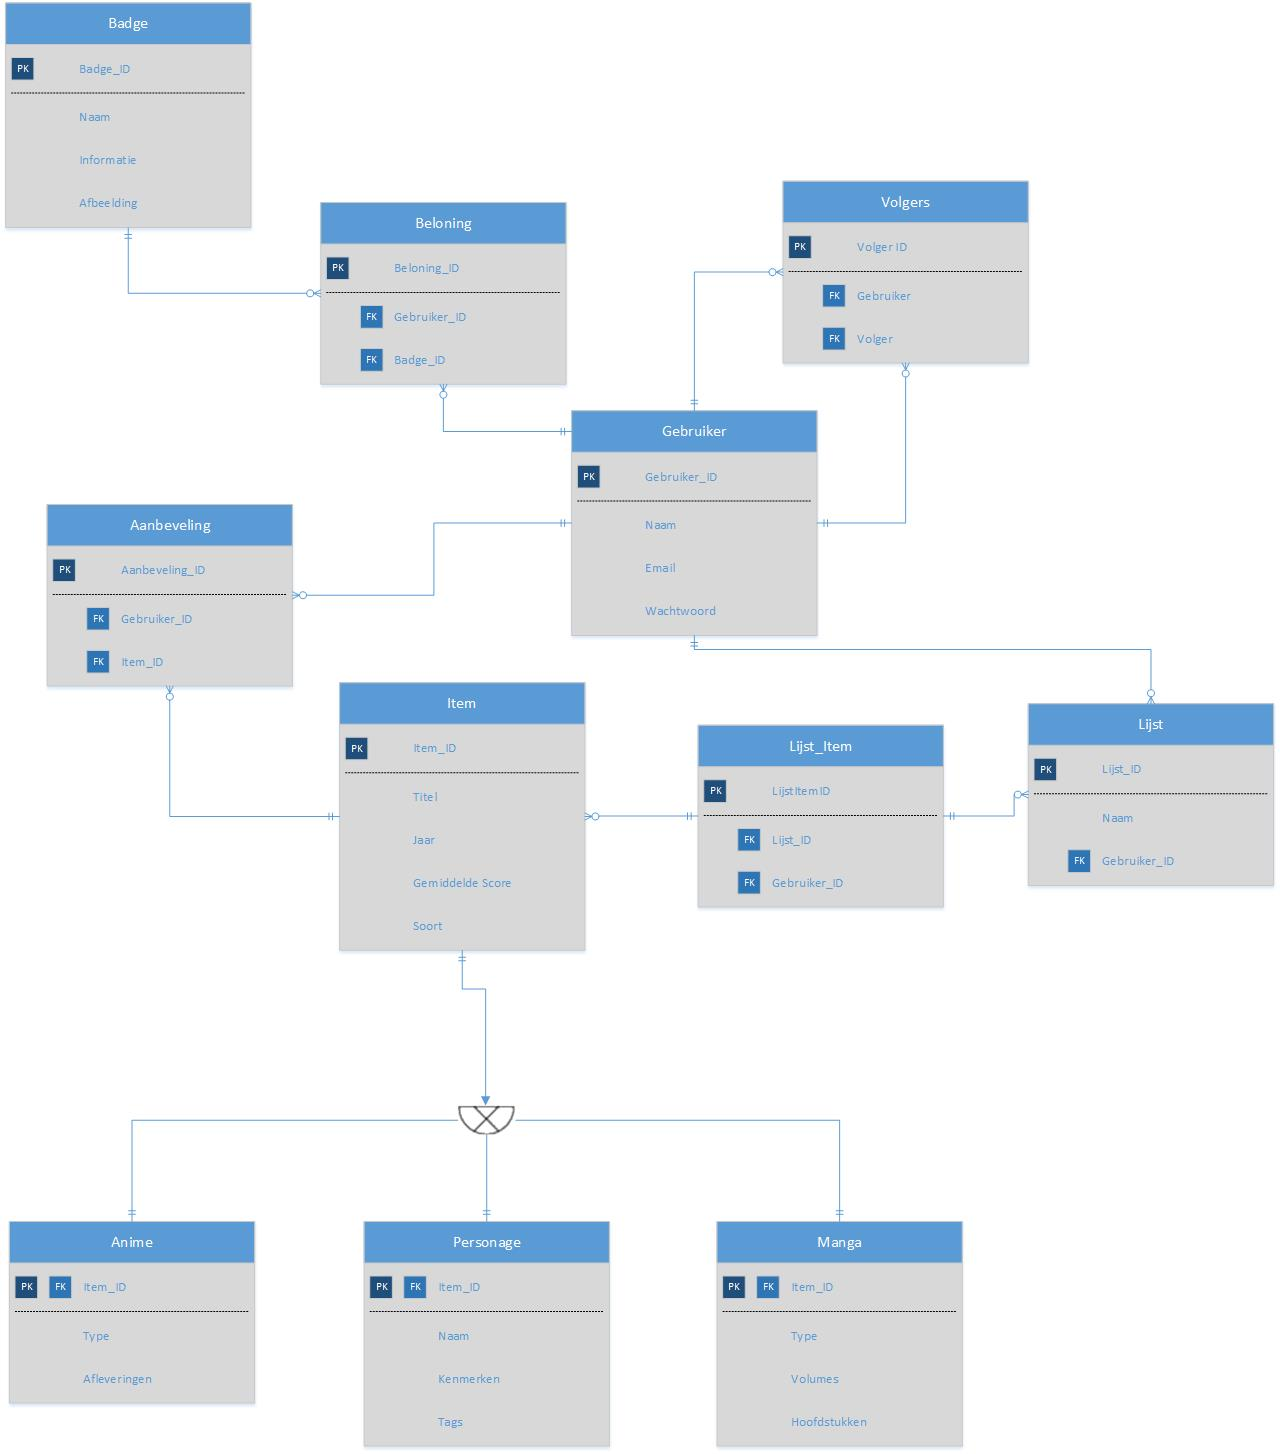 Badge
PK Badge_ID
Naam
Informatie
Afbeelding
Beloning
PK Beloning_ID
FK Gebruiker_ID
FK Badge_ID
Volgers
PK Volger ID
FK Gebruiker
FK Volger
Gebruiker
PK Gebruiker_ID
Naam
Email
Wachtwoord
Aanbeveling
PK Aanbeveling_ID
FK Gebruiker_ID
FK Item_ID
Item
PK Item_ID
Titel
Jaar
Gemiddelde Score
Soort
Lijst_Item
PK LijstItemID
FK Lijst_ID
FK Gebruiker_ID
Lijst
PK Lijst_ID
Naam
FK Gebruiker_ID
Anime
PK FK Item_ID
Type
Afleveringen
Personage
PK FK Item_ID
Naam
Kenmerken
Tags
Manga
PK FK Item_ID
Type
Volumes
Hoofdstukken